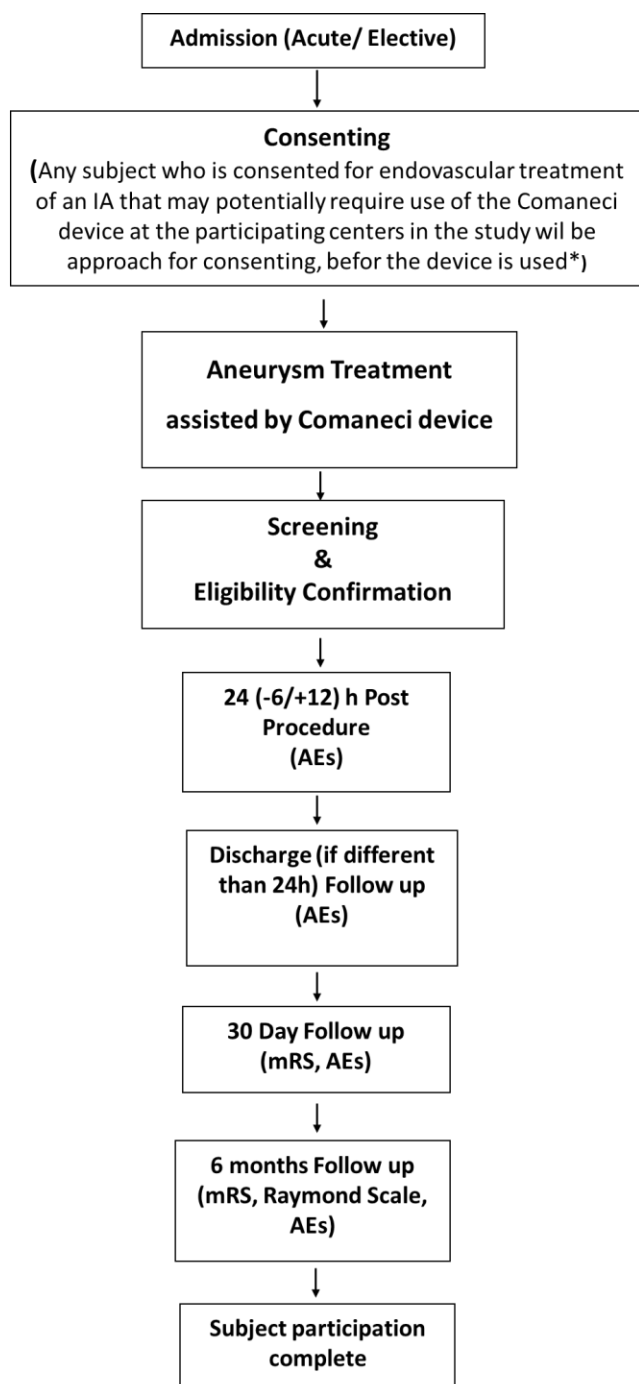 Admission (Acute/ Elective)
Consenting
(Any subject who is consented for endovascular treatment
of an IA that may potentially require use of the Comaneci
device at the participating centers in the study wil be
approach for consenting, befor the device is used*)
Aneurysm Treatment
assisted by Comaneci device
Screening
&
Eligibility Confirmation
24 (-6/+12) h Post
Procedure
(AEs)
Discharge (if different
than 24h) Follow up
(AEs)
30 Day Follow up
(mRS, AEs)
6 months Follow up
(mRS, Raymond Scale,
AEs)
Subject participation
complete